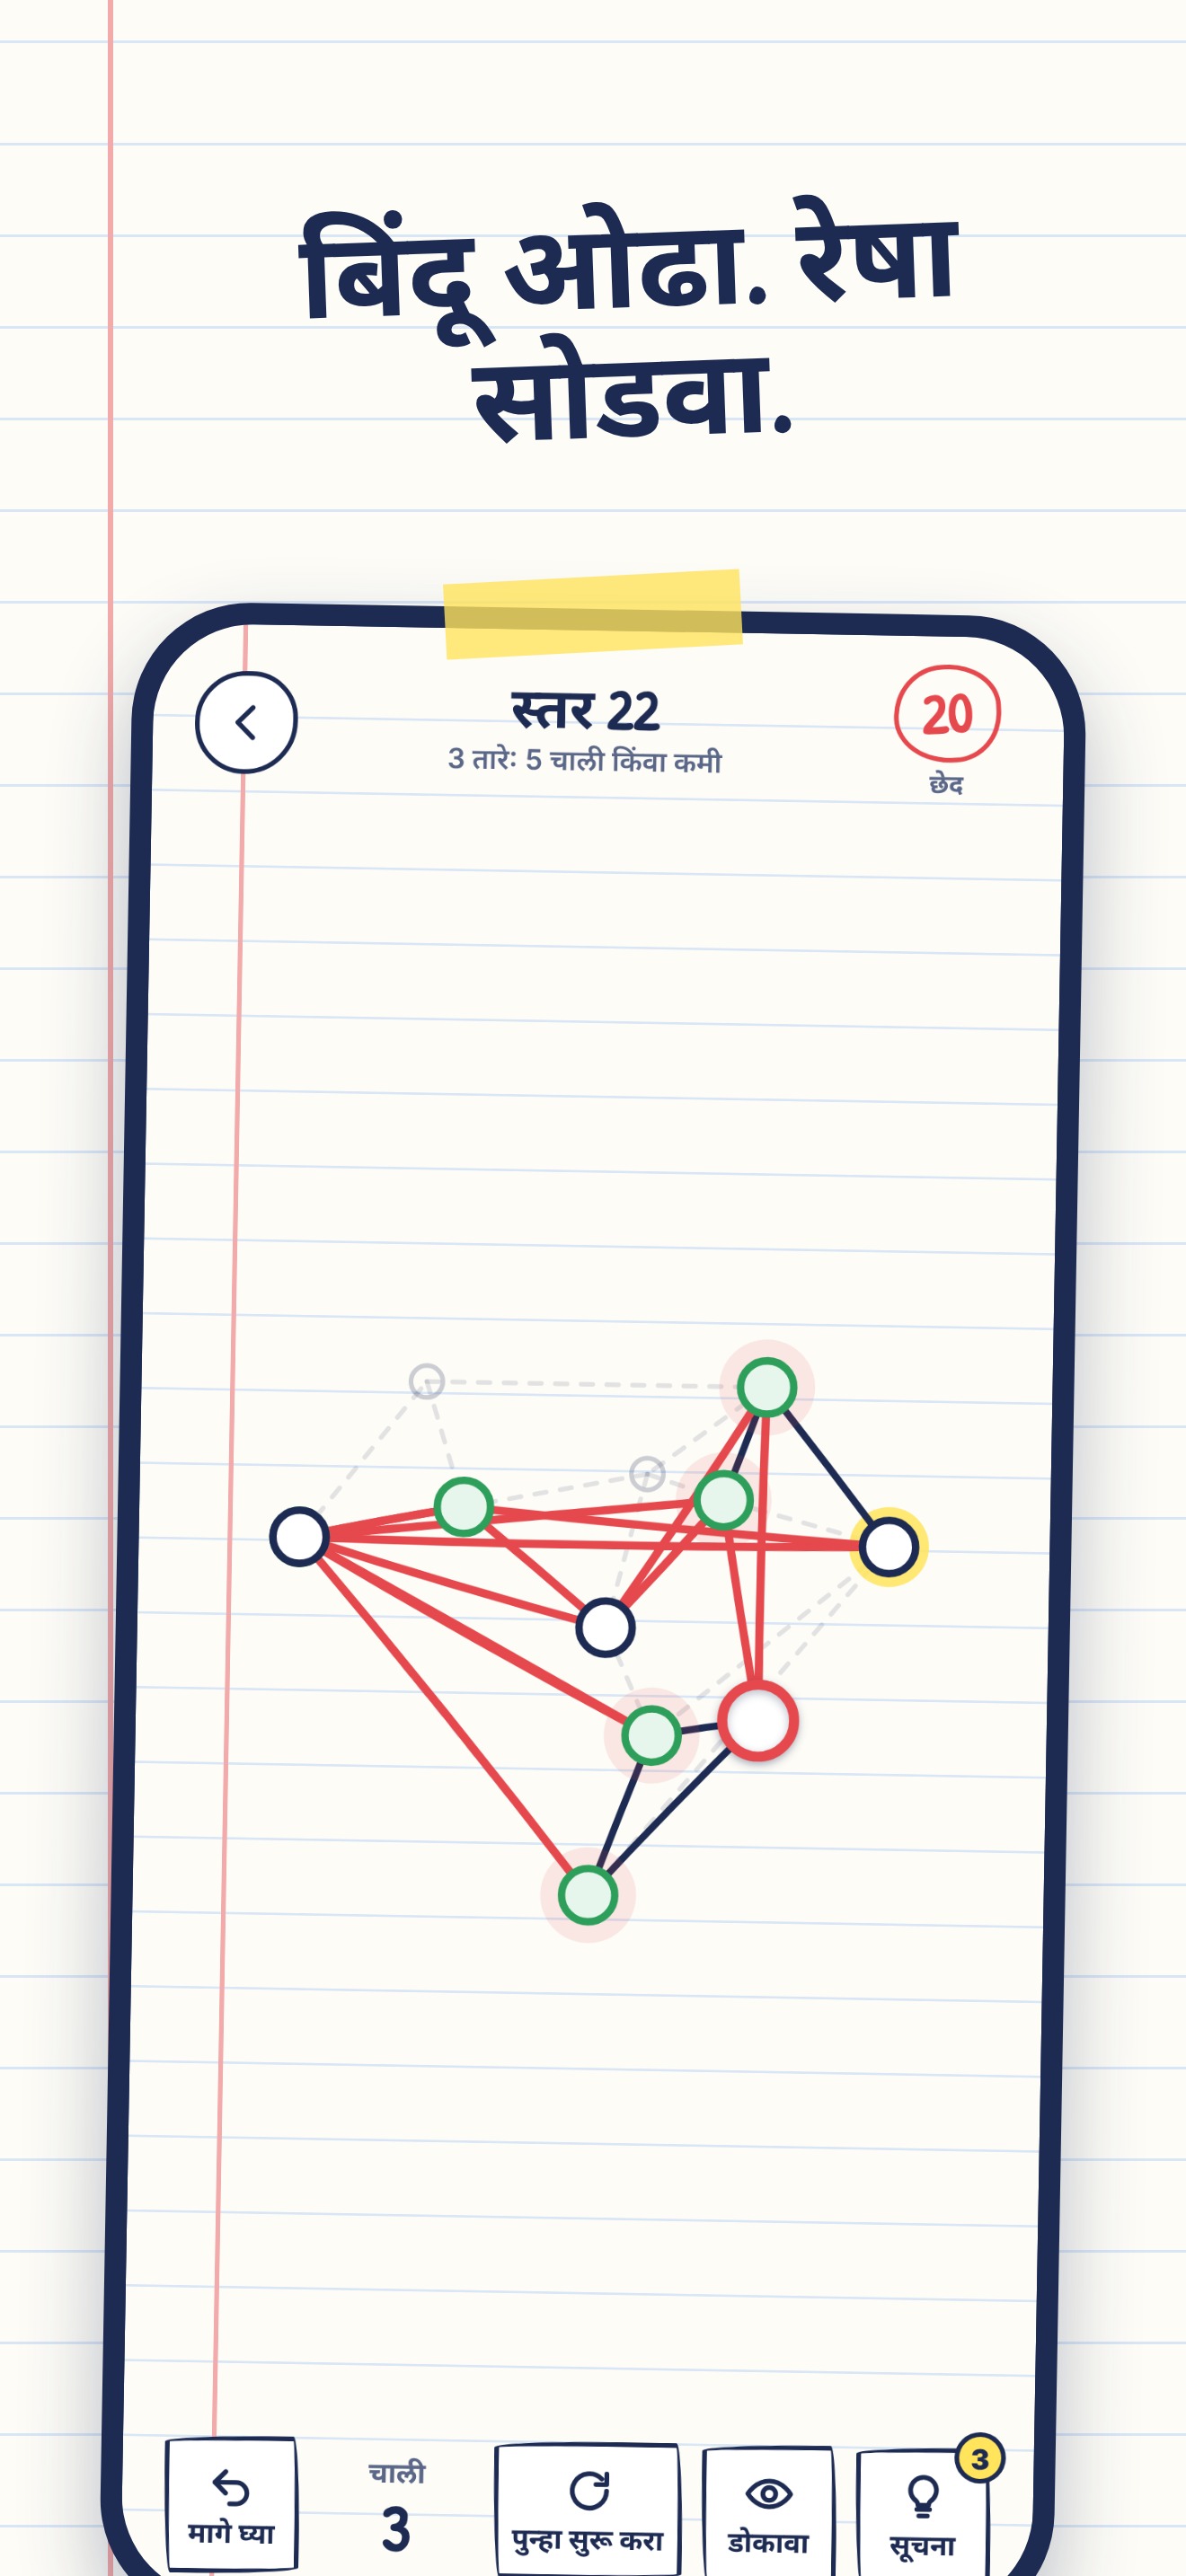 बिंदू ओढा. रेषा
सोडवा.
स्तर 22
3 तारे: 5 चाली किंवा कमी
20
छेद
मागे घ्या
चाली
3
पुन्हा सुरू करा
डोकावा
3
सूचना